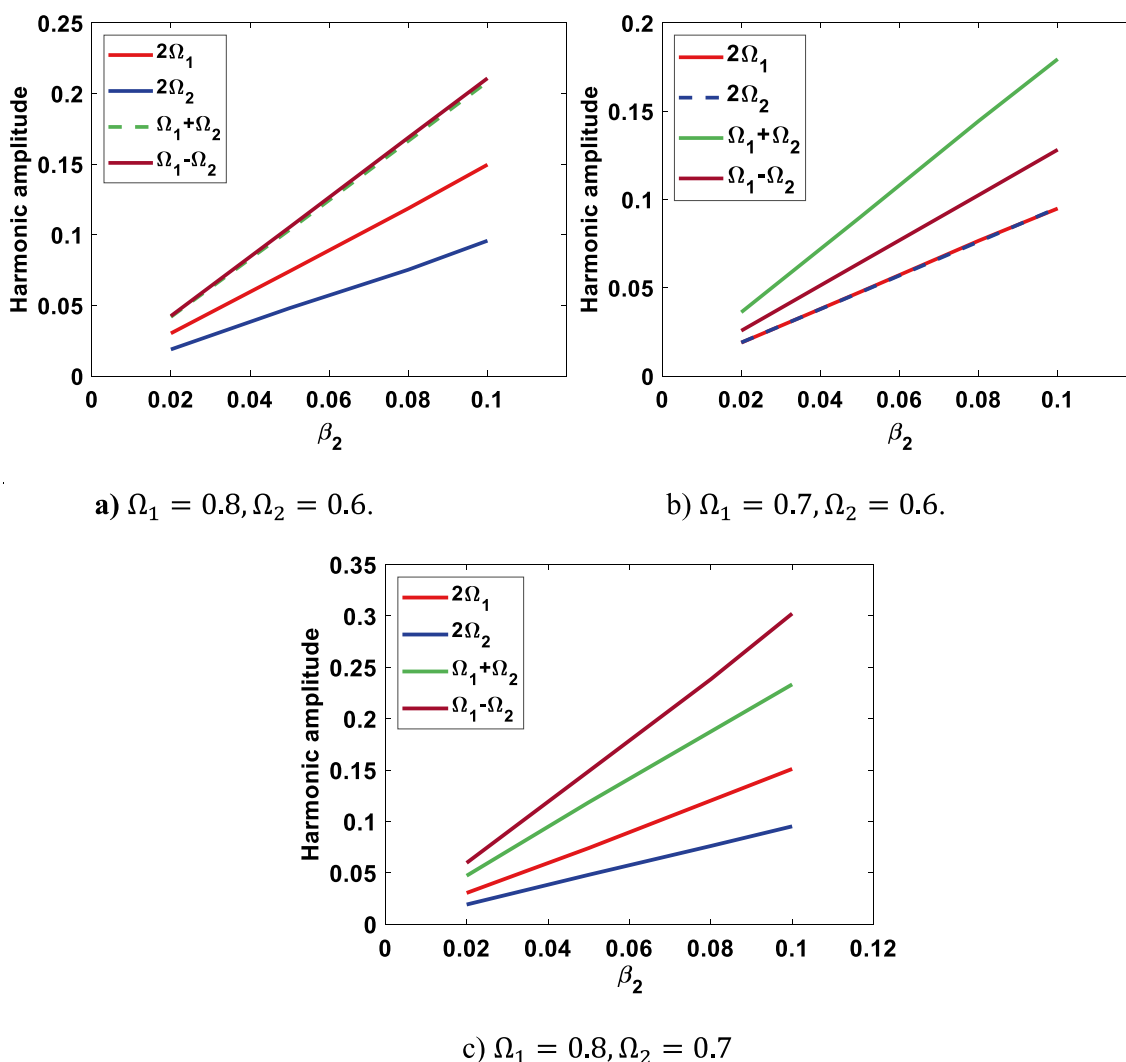 0.25
0.2
0.15
0.1
0.05
0
Harmonic amplitude
2Ω₁
2Ω₂
Ω₁+Ω₂
Ω₁-Ω₂
0 0.02 0.04 0.06 0.08 0.1
β₂
a) Ω₁ = 0.8, Ω₂ = 0.6.
0.2
0.15
0.1
0.05
0
Harmonic amplitude
2Ω₁
2Ω₂
Ω₁+Ω₂
Ω₁-Ω₂
0 0.02 0.04 0.06 0.08 0.1
β₂
b) Ω₁ = 0.7, Ω₂ = 0.6.
0.35
0.3
0.25
0.2
0.15
0.1
0.05
0
Harmonic amplitude
2Ω₁
2Ω₂
Ω₁+Ω₂
Ω₁-Ω₂
0 0.02 0.04 0.06 0.08 0.1 0.12
β₂
c) Ω₁ = 0.8, Ω₂ = 0.7